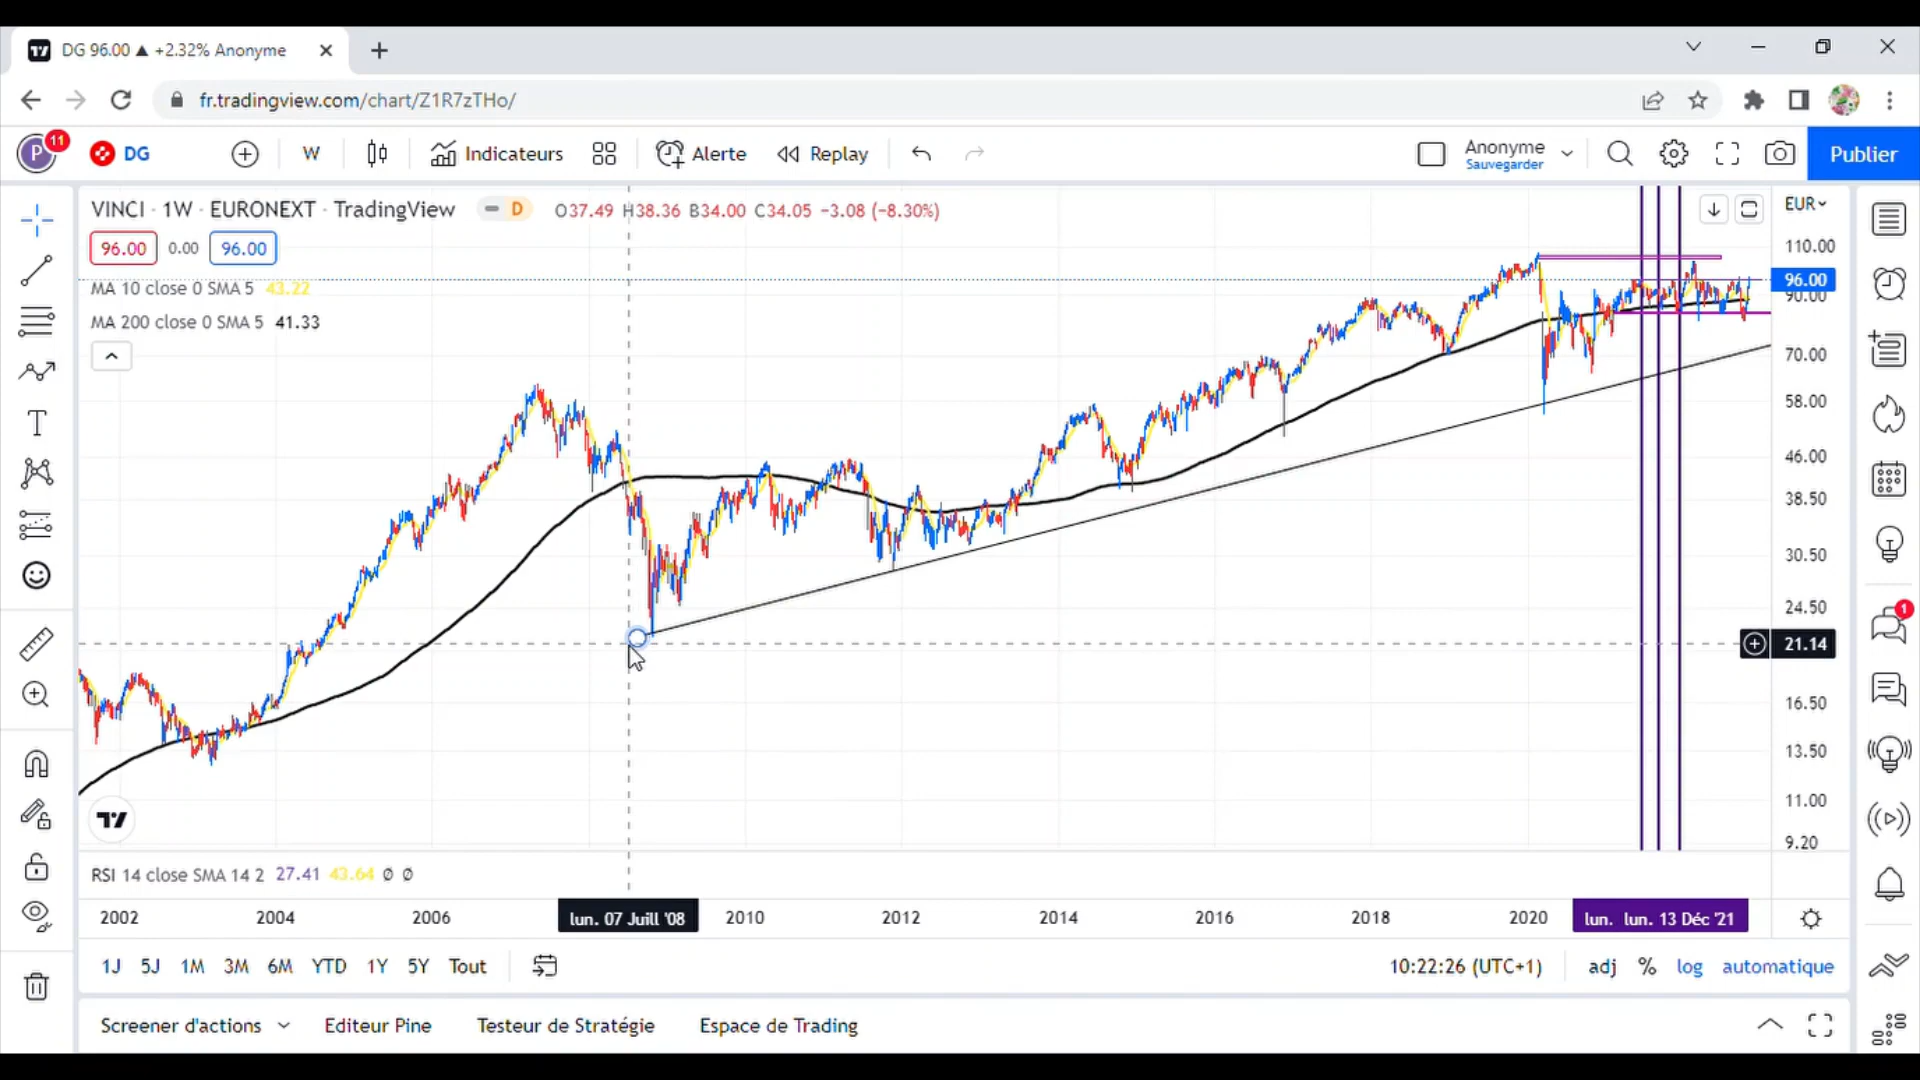 DG 96.00 ▲ +2.32% Anonyme
fr.tradingview.com/chart/Z1R7zTHo/
P 11 DG W Indicateurs Alerte Replay Anonyme Sauvegarder Publier
VINCI · 1W · EURONEXT · TradingView D O37.49 H38.36 B34.00 C34.05 −3.08 (−8.30%)
EUR
96.00 0.00 96.00
MA 10 close 0 SMA 5 43.22
MA 200 close 0 SMA 5 41.33
110.00
96.00
90.00
70.00
58.00
46.00
38.50
30.50
24.50
21.14
16.50
13.50
11.00
9.20
1
RSI 14 close SMA 14 2 27.41 43.64 Ø Ø
2002 2004 2006 lun. 07 Juill '08 2010 2012 2014 2016 2018 2020 lun. lun. 13 Déc '21
1J 5J 1M 3M 6M YTD 1Y 5Y Tout 10:22:26 (UTC+1) adj % log automatique
Screener d'actions Editeur Pine Testeur de Stratégie Espace de Trading